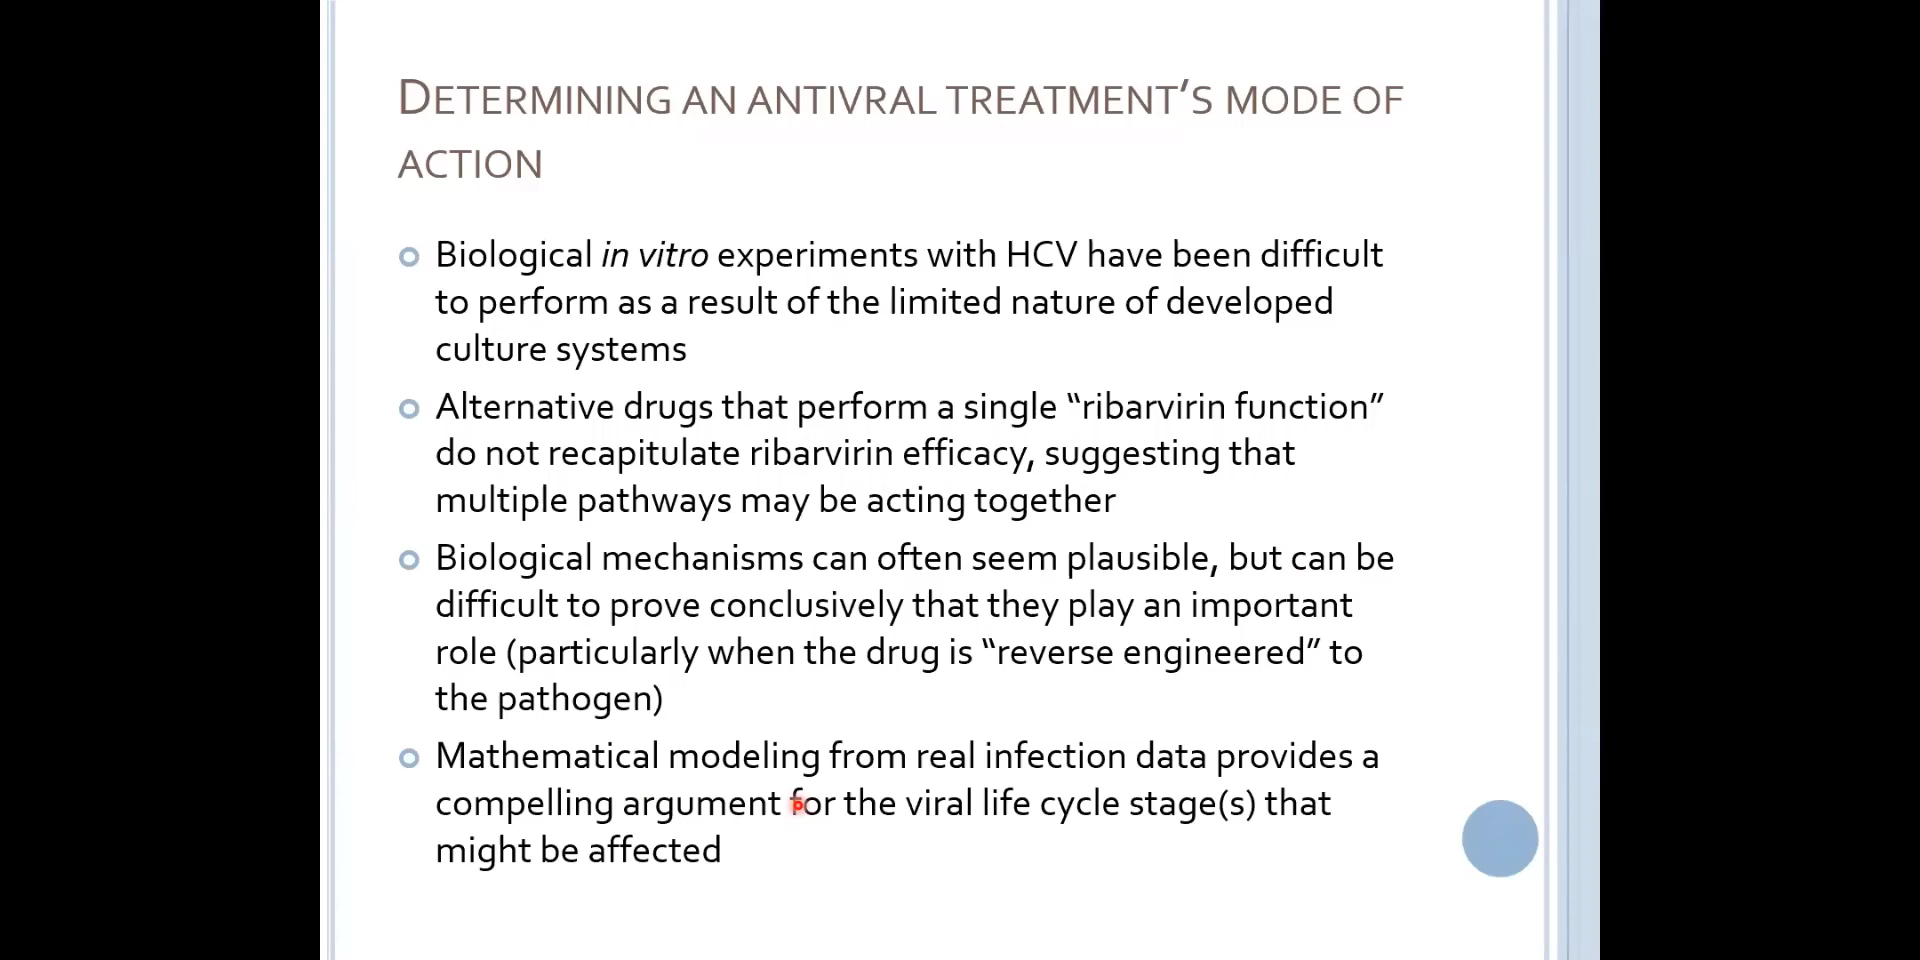 DETERMINING AN ANTIVRAL TREATMENT'S MODE OF
ACTION
Biological in vitro experiments with HCV have been difficult
to perform as a result of the limited nature of developed
culture systems
Alternative drugs that perform a single “ribarvirin function”
do not recapitulate ribarvirin efficacy, suggesting that
multiple pathways may be acting together
Biological mechanisms can often seem plausible, but can be
difficult to prove conclusively that they play an important
role (particularly when the drug is “reverse engineered” to
the pathogen)
Mathematical modeling from real infection data provides a
compelling argument for the viral life cycle stage(s) that
might be affected